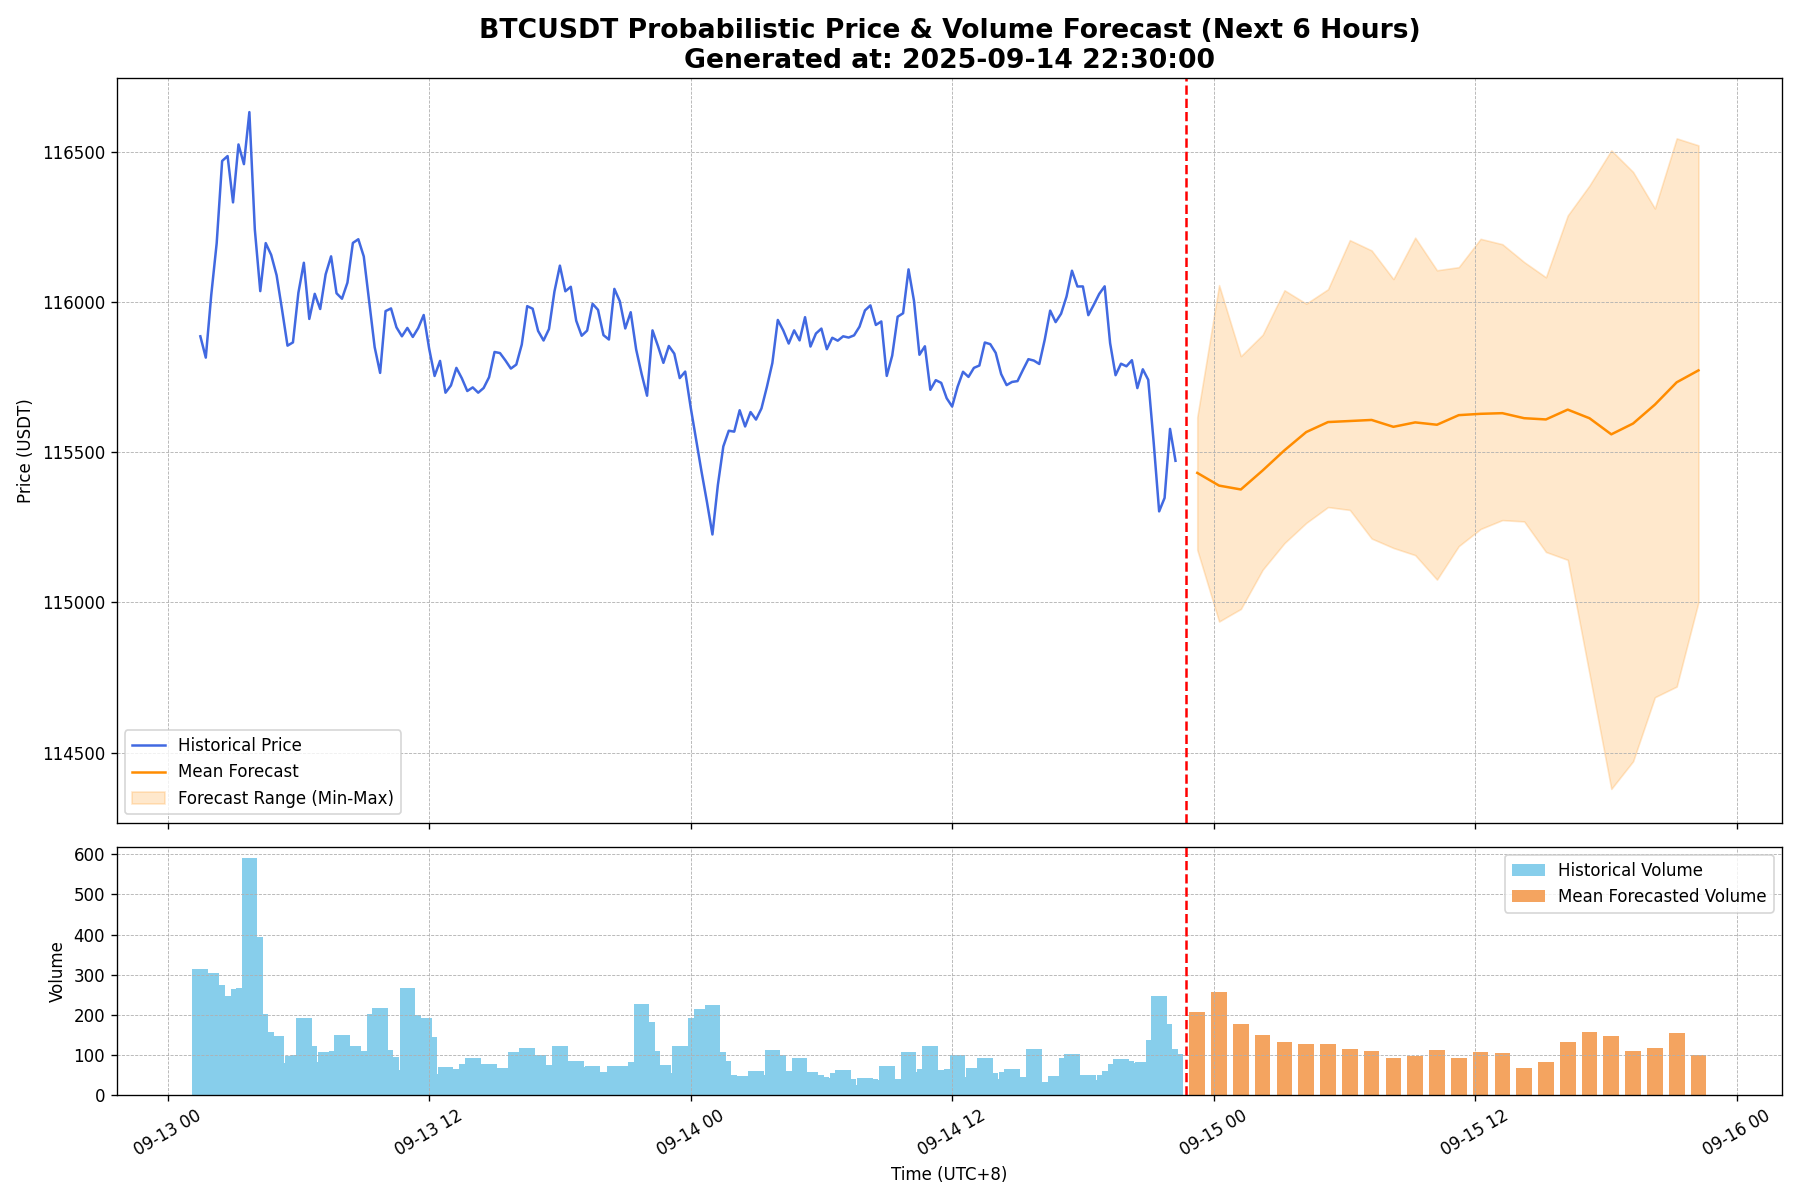 BTCUSDT Probabilistic Price & Volume Forecast (Next 6 Hours)
Generated at: 2025-09-14 22:30:00
Price (USDT)
116500
116000
115500
115000
114500
Historical Price
Mean Forecast
Forecast Range (Min-Max)
Volume
600
500
400
300
200
100
0
Historical Volume
Mean Forecasted Volume
09-13 00
09-13 12
09-14 00
09-14 12
09-15 00
09-15 12
09-16 00
Time (UTC+8)